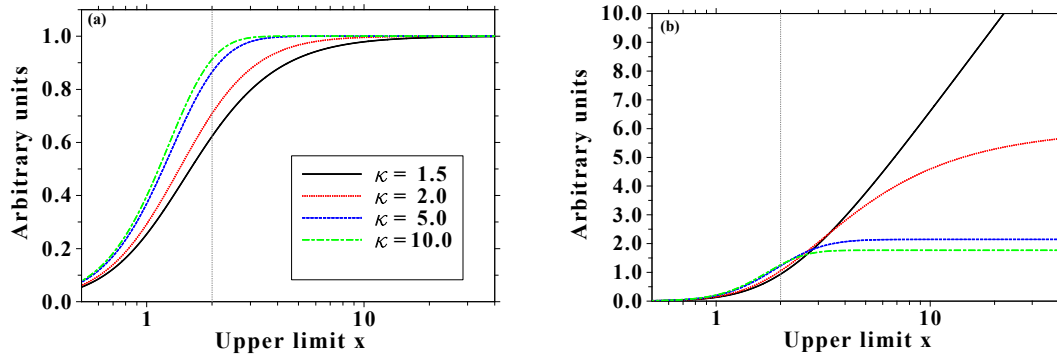 (a)
Arbitrary units
1.0
0.8
0.6
0.4
0.2
0.0
κ = 1.5
κ = 2.0
κ = 5.0
κ = 10.0
1 10
Upper limit x
(b)
Arbitrary units
10.0
9.0
8.0
7.0
6.0
5.0
4.0
3.0
2.0
1.0
0.0
1 10
Upper limit x